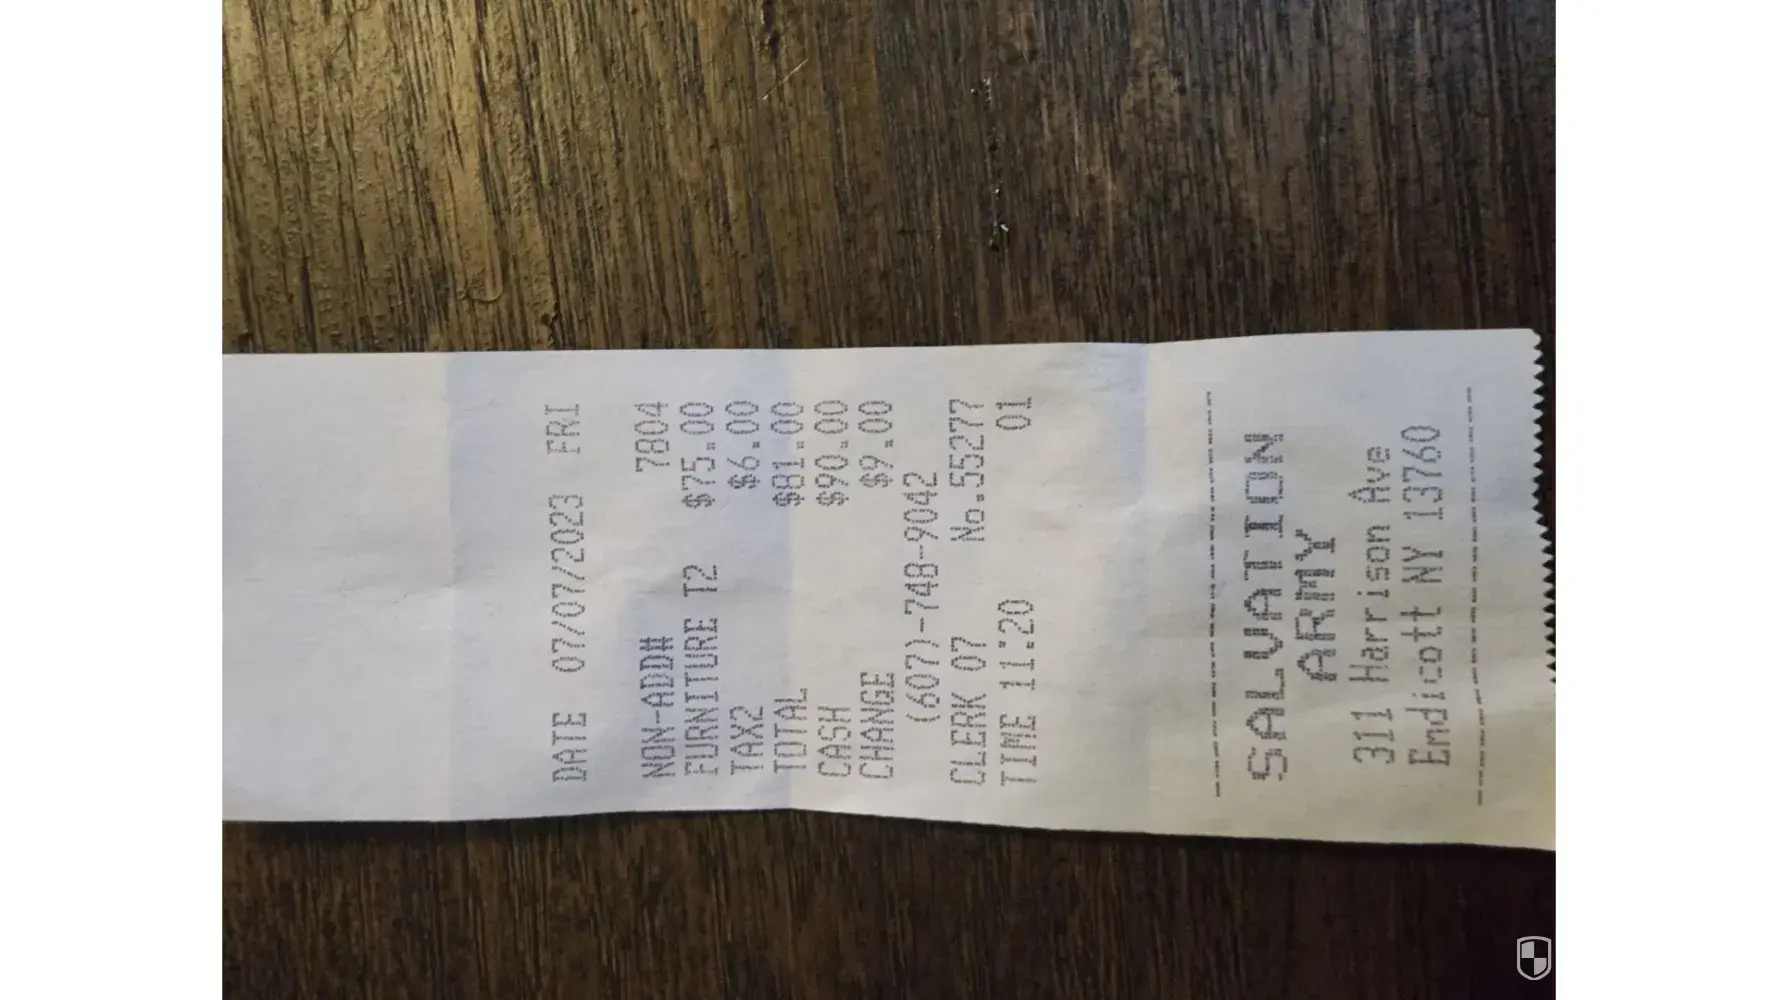 DATE 07/07/2023 FRI
NON-ADD# 7804
FURNITURE T2 $75.00
TAX2 $6.00
TOTAL $81.00
CASH $90.00
CHANGE $9.00
(607)-748-9042
CLERK 07 No.55277
TIME 11:20 01
SALVATION
ARMY
311 Harrison Ave
Endicott NY 13760